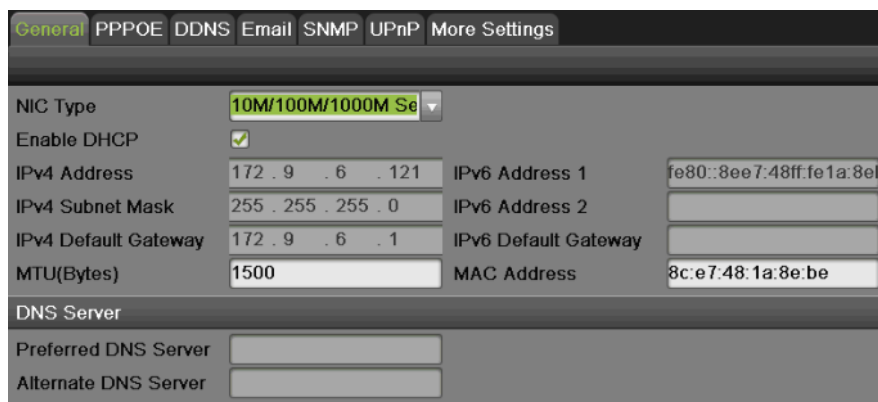 General PPPOE DDNS Email SNMP UPnP More Settings
NIC Type 10M/100M/1000M Se
Enable DHCP
IPv4 Address 172 . 9 . 6 . 121 IPv6 Address 1 fe80::8ee7:48ff:fe1a:8e
IPv4 Subnet Mask 255 . 255 . 255 . 0 IPv6 Address 2
IPv4 Default Gateway 172 . 9 . 6 . 1 IPv6 Default Gateway
MTU(Bytes) 1500 MAC Address 8c:e7:48:1a:8e:be
DNS Server
Preferred DNS Server
Alternate DNS Server